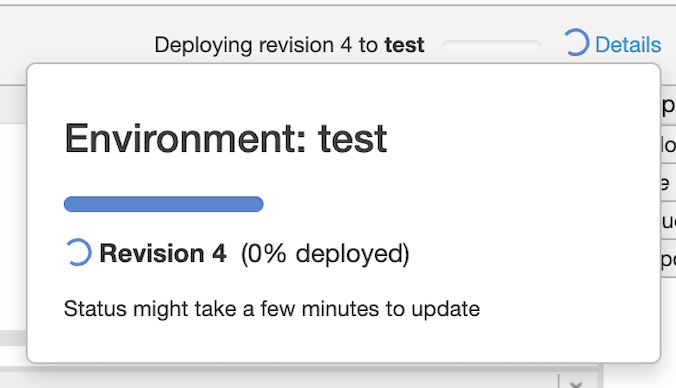 Deploying revision 4 to test Details
Environment: test
Revision 4 (0% deployed)
Status might take a few minutes to update